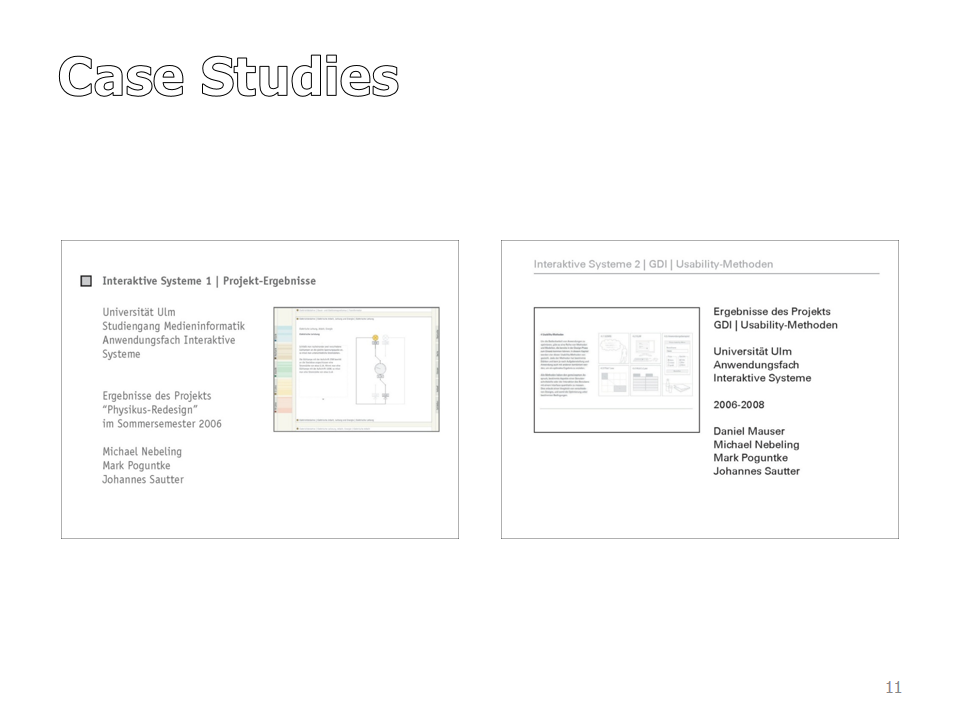 Case Studies
Interaktive Systeme 1 | Projekt-Ergebnisse
Universität Ulm
Studiengang Medieninformatik
Anwendungsfach Interaktive
Systeme
Ergebnisse des Projekts
“Physikus-Redesign”
im Sommersemester 2006
Michael Nebeling
Mark Poguntke
Johannes Sautter
Interaktive Systeme 2 | GDI | Usability-Methoden
Ergebnisse des Projekts
GDI | Usability-Methoden
Universität Ulm
Anwendungsfach
Interaktive Systeme
2006-2008
Daniel Mauser
Michael Nebeling
Mark Poguntke
Johannes Sautter
11